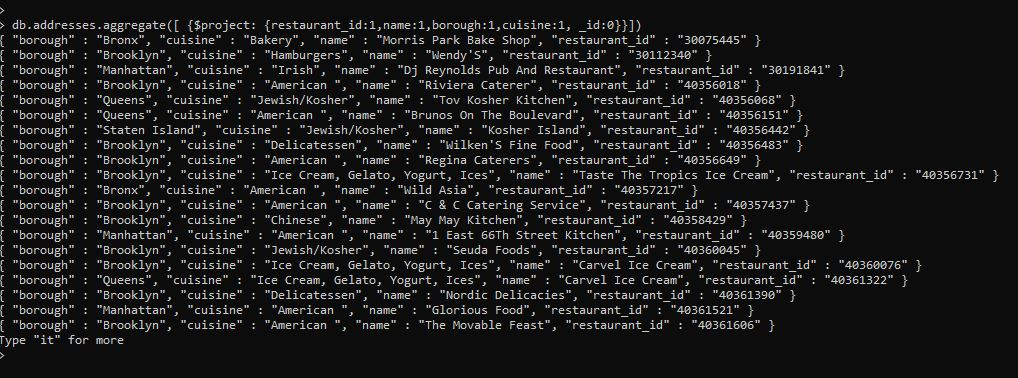 >
> db.addresses.aggregate([ {$project: {restaurant_id:1,name:1,borough:1,cuisine:1, _id:0}}])
{ "borough" : "Bronx", "cuisine" : "Bakery", "name" : "Morris Park Bake Shop", "restaurant_id" : "30075445" }
{ "borough" : "Brooklyn", "cuisine" : "Hamburgers", "name" : "Wendy'S", "restaurant_id" : "30112340" }
{ "borough" : "Manhattan", "cuisine" : "Irish", "name" : "Dj Reynolds Pub And Restaurant", "restaurant_id" : "30191841" }
{ "borough" : "Brooklyn", "cuisine" : "American ", "name" : "Riviera Caterer", "restaurant_id" : "40356018" }
{ "borough" : "Queens", "cuisine" : "Jewish/Kosher", "name" : "Tov Kosher Kitchen", "restaurant_id" : "40356068" }
{ "borough" : "Queens", "cuisine" : "American ", "name" : "Brunos On The Boulevard", "restaurant_id" : "40356151" }
{ "borough" : "Staten Island", "cuisine" : "Jewish/Kosher", "name" : "Kosher Island", "restaurant_id" : "40356442" }
{ "borough" : "Brooklyn", "cuisine" : "Delicatessen", "name" : "Wilken'S Fine Food", "restaurant_id" : "40356483" }
{ "borough" : "Brooklyn", "cuisine" : "American ", "name" : "Regina Caterers", "restaurant_id" : "40356649" }
{ "borough" : "Brooklyn", "cuisine" : "Ice Cream, Gelato, Yogurt, Ices", "name" : "Taste The Tropics Ice Cream", "restaurant_id" : "40356731" }
{ "borough" : "Bronx", "cuisine" : "American ", "name" : "Wild Asia", "restaurant_id" : "40357217" }
{ "borough" : "Brooklyn", "cuisine" : "American ", "name" : "C & C Catering Service", "restaurant_id" : "40357437" }
{ "borough" : "Brooklyn", "cuisine" : "Chinese", "name" : "May May Kitchen", "restaurant_id" : "40358429" }
{ "borough" : "Manhattan", "cuisine" : "American ", "name" : "1 East 66Th Street Kitchen", "restaurant_id" : "40359480" }
{ "borough" : "Brooklyn", "cuisine" : "Jewish/Kosher", "name" : "Seuda Foods", "restaurant_id" : "40360045" }
{ "borough" : "Brooklyn", "cuisine" : "Ice Cream, Gelato, Yogurt, Ices", "name" : "Carvel Ice Cream", "restaurant_id" : "40360076" }
{ "borough" : "Queens", "cuisine" : "Ice Cream, Gelato, Yogurt, Ices", "name" : "Carvel Ice Cream", "restaurant_id" : "40361322" }
{ "borough" : "Brooklyn", "cuisine" : "Delicatessen", "name" : "Nordic Delicacies", "restaurant_id" : "40361390" }
{ "borough" : "Manhattan", "cuisine" : "American ", "name" : "Glorious Food", "restaurant_id" : "40361521" }
{ "borough" : "Brooklyn", "cuisine" : "American ", "name" : "The Movable Feast", "restaurant_id" : "40361606" }
Type "it" for more
>